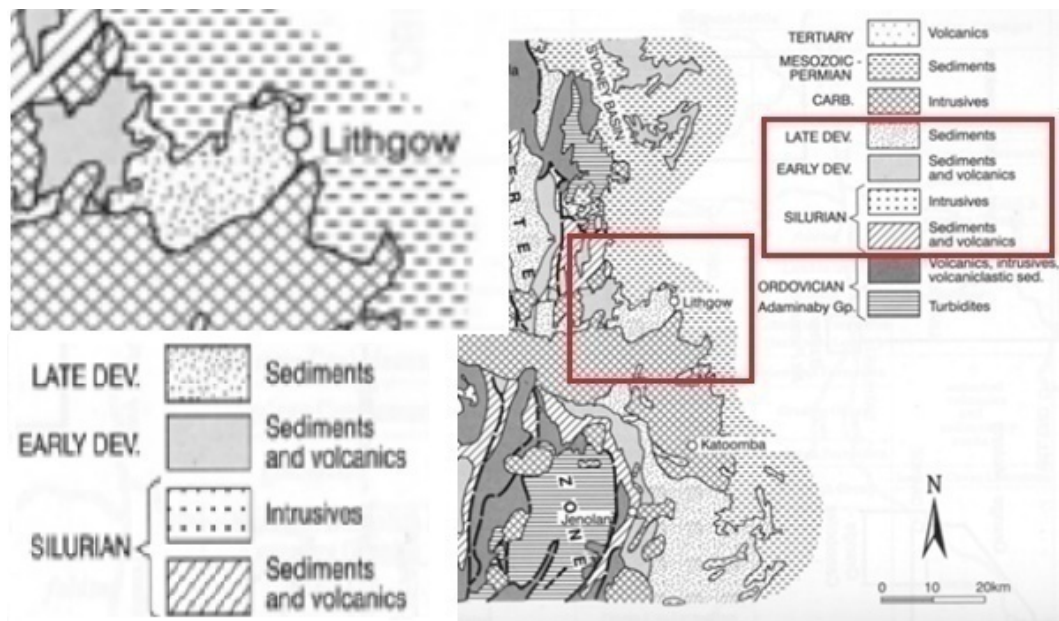 Lithgow
LATE DEV. Sediments
EARLY DEV. Sediments
and volcanics
SILURIAN
Intrusives
Sediments
and volcanics
SYDNEY BASIN
ERTEE
Lithgow
ZONE
Jenolan
Katoomba
TERTIARY Volcanics
MESOZOIC -
PERMIAN
Sediments
CARB. Intrusives
LATE DEV. Sediments
EARLY DEV. Sediments
and volcanics
SILURIAN
Intrusives
Sediments
and volcanics
ORDOVICIAN
Volcanics, intrusives,
volcaniclastic sed.
Adaminaby Gp. Turbidites
N
0 10 20km